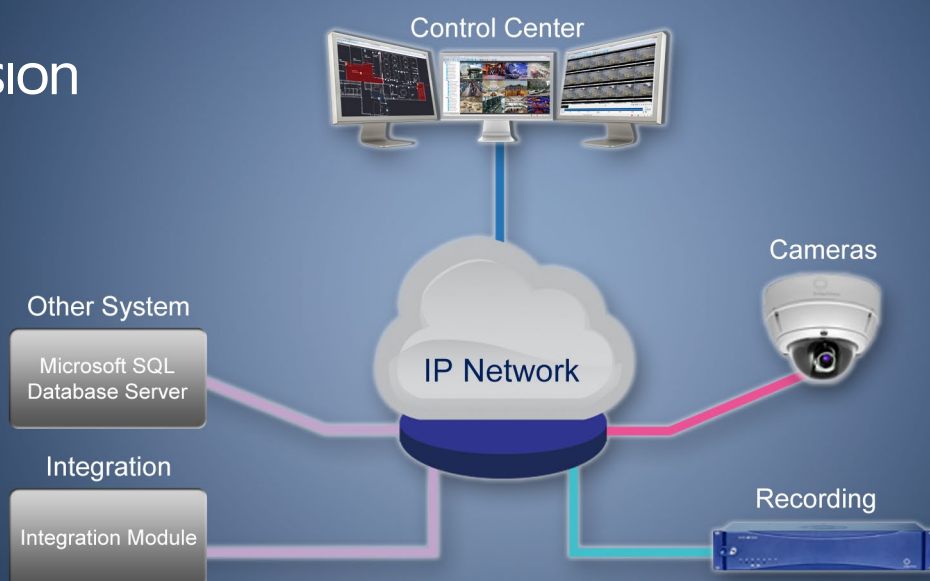 Control Center
sion
Cameras
Other System
Microsoft SQL
Database Server
IP Network
Integration
Integration Module
Recording